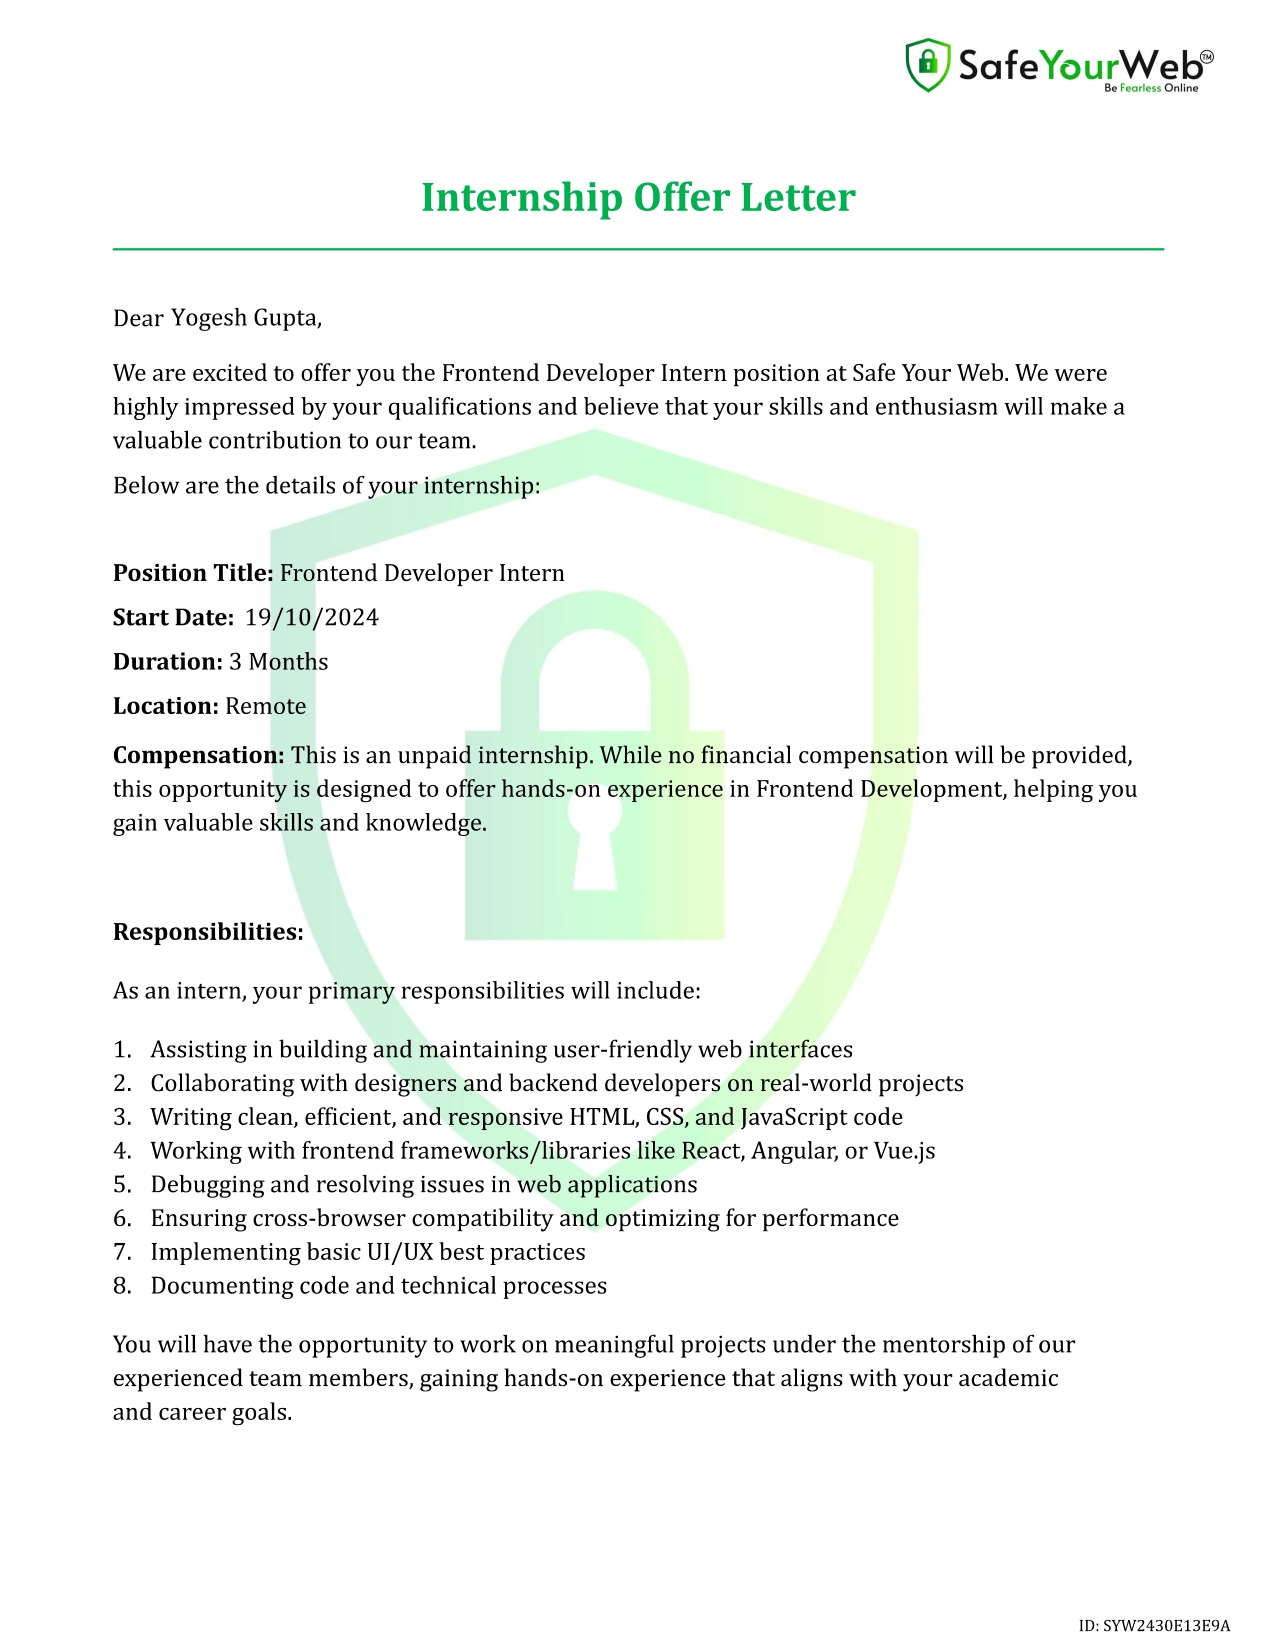 SafeYourWeb™
Be Fearless Online
Internship Offer Letter
Dear Yogesh Gupta,
We are excited to offer you the Frontend Developer Intern position at Safe Your Web. We were
highly impressed by your qualifications and believe that your skills and enthusiasm will make a
valuable contribution to our team.
Below are the details of your internship:
Position Title: Frontend Developer Intern
Start Date: 19/10/2024
Duration: 3 Months
Location: Remote
Compensation: This is an unpaid internship. While no financial compensation will be provided,
this opportunity is designed to offer hands-on experience in Frontend Development, helping you
gain valuable skills and knowledge.
Responsibilities:
As an intern, your primary responsibilities will include:
1. Assisting in building and maintaining user-friendly web interfaces
2. Collaborating with designers and backend developers on real-world projects
3. Writing clean, efficient, and responsive HTML, CSS, and JavaScript code
4. Working with frontend frameworks/libraries like React, Angular, or Vue.js
5. Debugging and resolving issues in web applications
6. Ensuring cross-browser compatibility and optimizing for performance
7. Implementing basic UI/UX best practices
8. Documenting code and technical processes
You will have the opportunity to work on meaningful projects under the mentorship of our
experienced team members, gaining hands-on experience that aligns with your academic
and career goals.
ID: SYW2430E13E9A